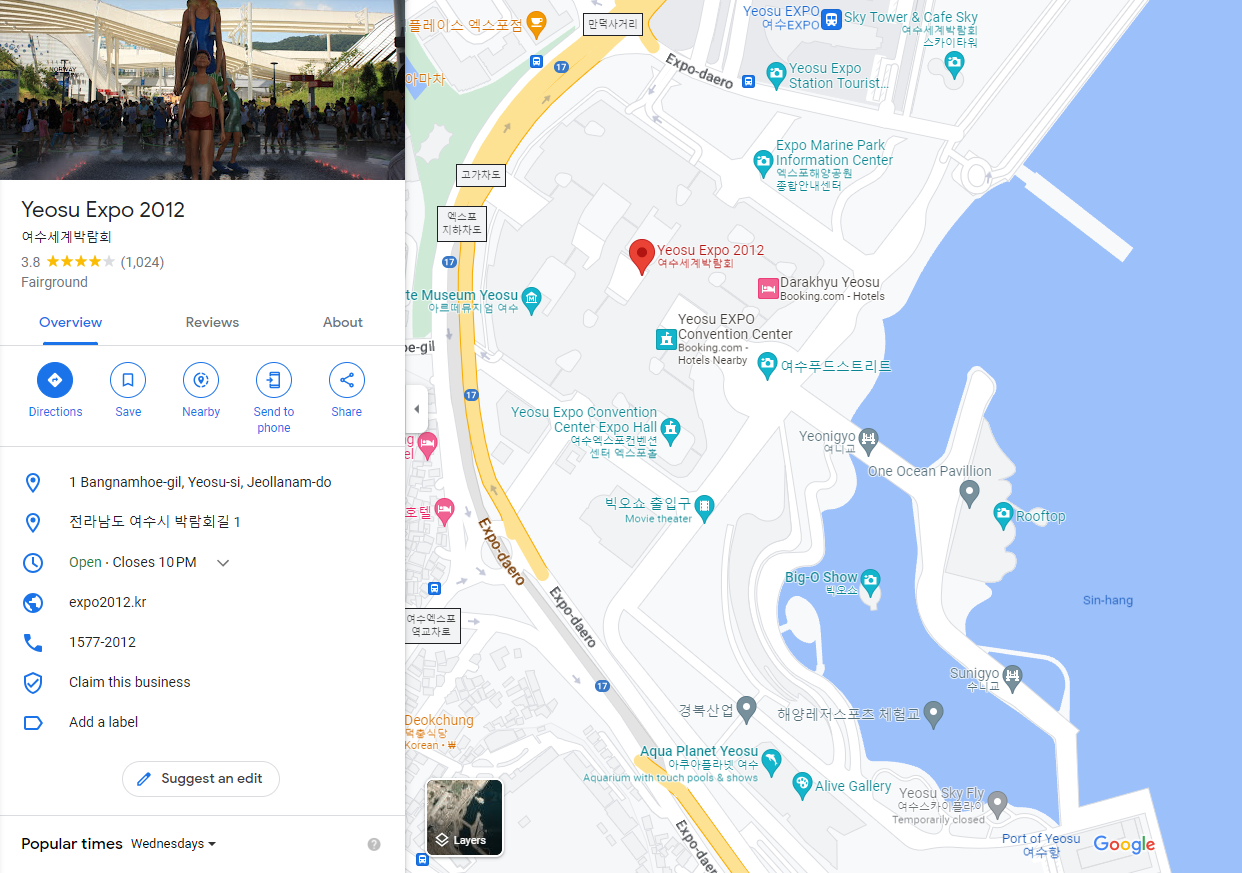 NORWAY
Yeosu Expo 2012
여수세계박람회
3.8 (1,024)
Fairground
Overview
Reviews
About
Directions
Save
Nearby
Send to
phone
Share
1 Bangnamhoe-gil, Yeosu-si, Jeollanam-do
전라남도 여수시 박람회길 1
Open · Closes 10 PM
expo2012.kr
1577-2012
Claim this business
Add a label
Suggest an edit
Popular times Wednesdays
?
플레이스 엑스포점
만덕사거리
Yeosu EXPO
여수EXPO
Sky Tower & Cafe Sky
여수세계박람회
스카이타워
아마차
17
Expo-daero
Yeosu Expo
Station Tourist...
Expo Marine Park
Information Center
엑스포해양공원
종합안내센터
고가차도
엑스포
지하차도
17
Yeosu Expo 2012
여수세계박람회
Darakhyu Yeosu
Booking.com - Hotels
te Museum Yeosu
아르떼뮤지엄 여수
Yeosu EXPO
Convention Center
Booking.com -
Hotels Nearby
oe-gil
여수푸드스트리트
17
Yeosu Expo Convention
Center Expo Hall
여수엑스포컨벤션
센터 엑스포홀
Yeonigyo
여니교
g
el
One Ocean Pavillion
빅오쇼 출입구
Movie theater
호텔
Rooftop
Expo-daero
Big-O Show
빅오쇼
Expo-daero
Sin-hang
여수엑스포
역교차로
Sunigyo
수니교
17
경복산업
해양레저스포츠 체험교
Deokchung
덕충식당
Korean · ₩
Aqua Planet Yeosu
아쿠아플라넷 여수
Aquarium with touch pools & shows
Alive Gallery
Yeosu Sky Fly
여수스카이플라이
Temporarily closed
Layers
Expo-daero
Port of Yeosu
여수항
Google